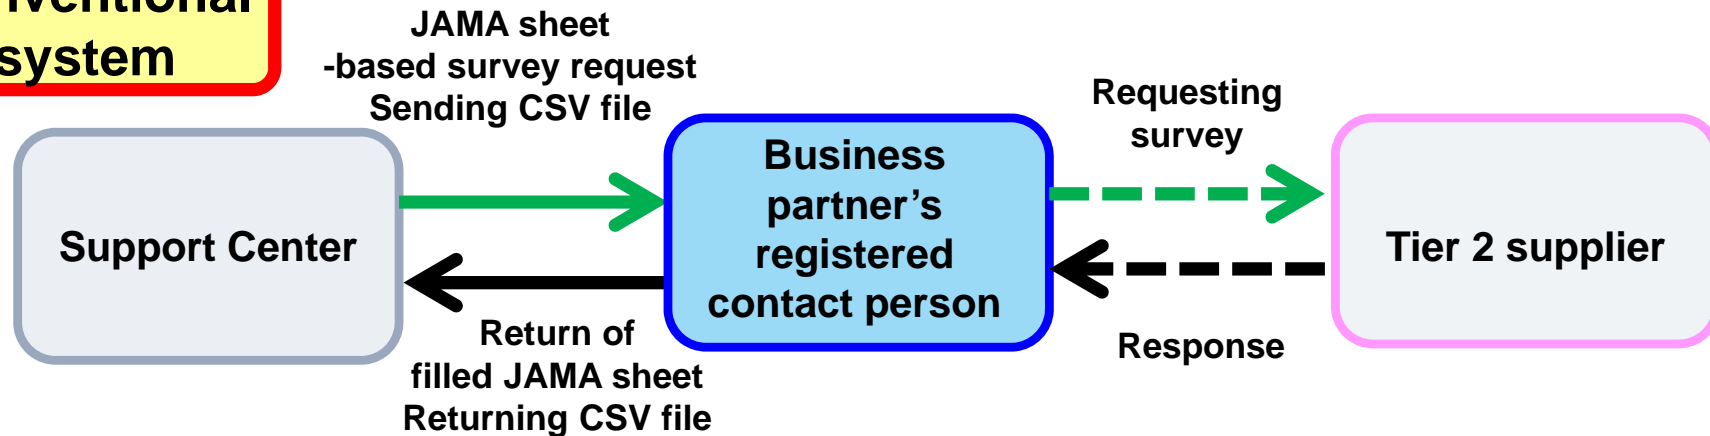 system
JAMA sheet
-based survey request
Sending CSV file
Requesting
survey
Business
partner’s
registered
contact person
Support Center
Tier 2 supplier
Return of
filled JAMA sheet
Returning CSV file
Response